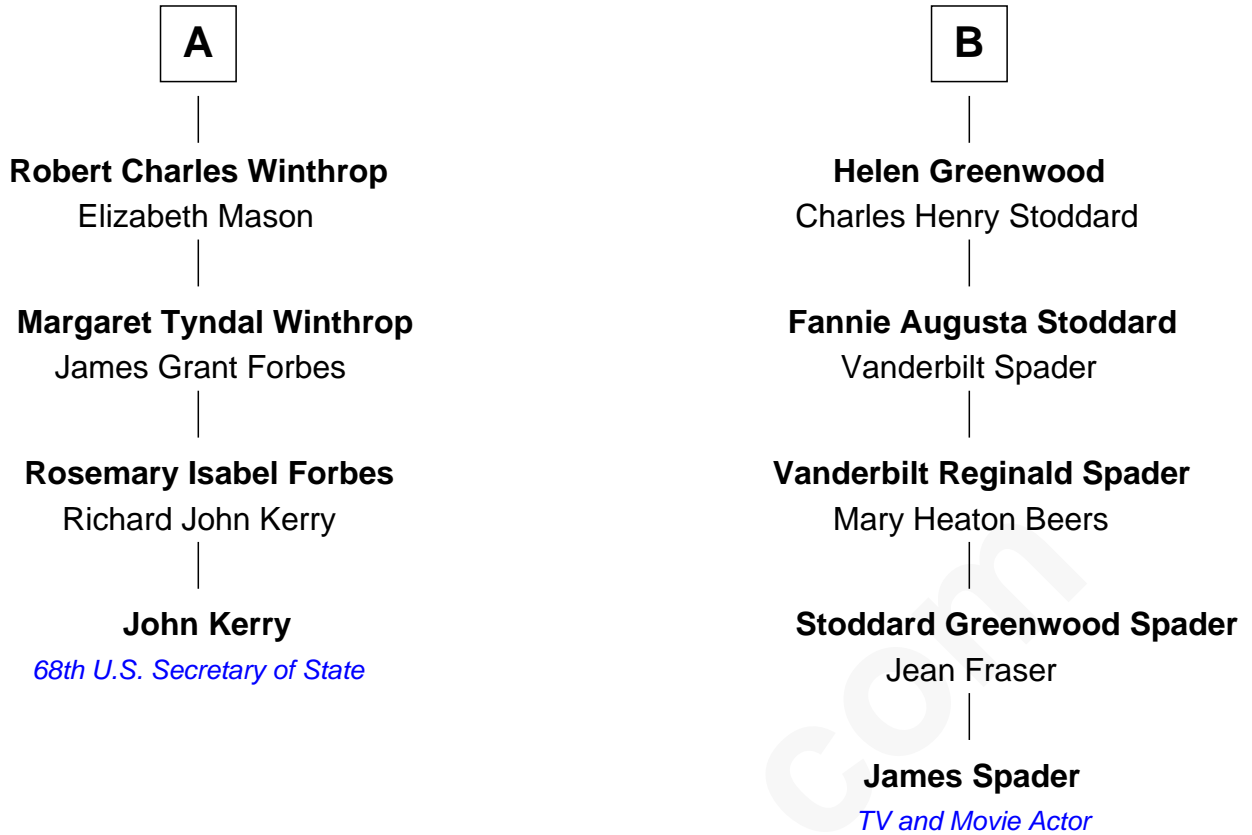 A
Robert Charles Winthrop
Elizabeth Mason
Margaret Tyndal Winthrop
James Grant Forbes
Rosemary Isabel Forbes
Richard John Kerry
John Kerry
68th U.S. Secretary of State
B
Helen Greenwood
Charles Henry Stoddard
Fannie Augusta Stoddard
Vanderbilt Spader
Vanderbilt Reginald Spader
Mary Heaton Beers
Stoddard Greenwood Spader
Jean Fraser
James Spader
TV and Movie Actor
com